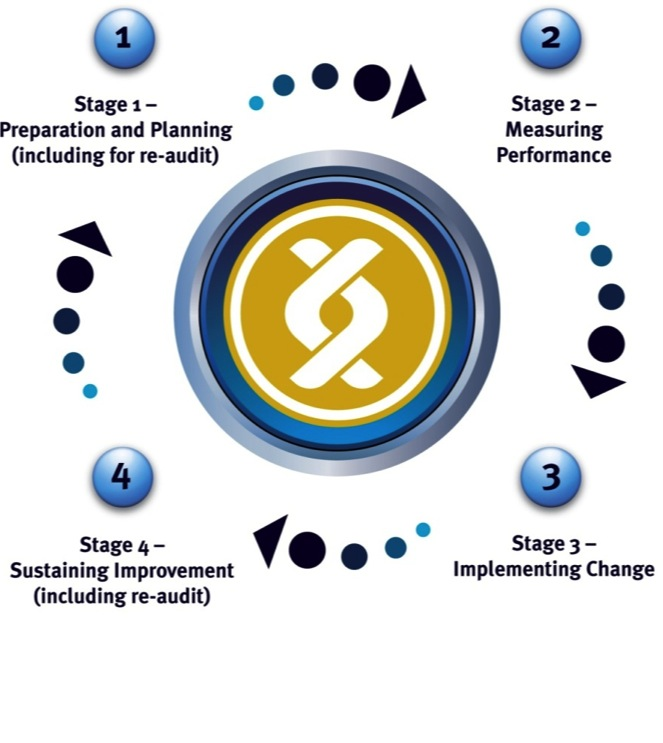 1
Stage 1 –
Preparation and Planning
(including for re-audit)
2
Stage 2 –
Measuring
Performance
3
Stage 3 –
Implementing Change
4
Stage 4 –
Sustaining Improvement
(including re-audit)